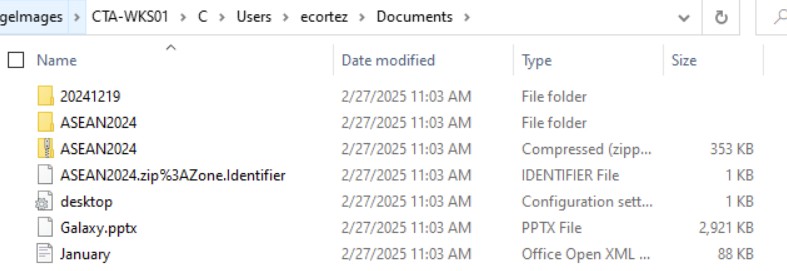 geImages > CTA-WKS01 > C > Users > ecortez > Documents >
Name Date modified Type Size
20241219 2/27/2025 11:03 AM File folder
ASEAN2024 2/27/2025 11:03 AM File folder
ASEAN2024 2/27/2025 11:03 AM Compressed (zipp... 353 KB
ASEAN2024.zip%3AZone.Identifier 2/27/2025 11:03 AM IDENTIFIER File 1 KB
desktop 2/27/2025 11:03 AM Configuration sett... 1 KB
Galaxy.pptx 2/27/2025 11:03 AM PPTX File 2,921 KB
January 2/27/2025 11:03 AM Office Open XML ... 88 KB